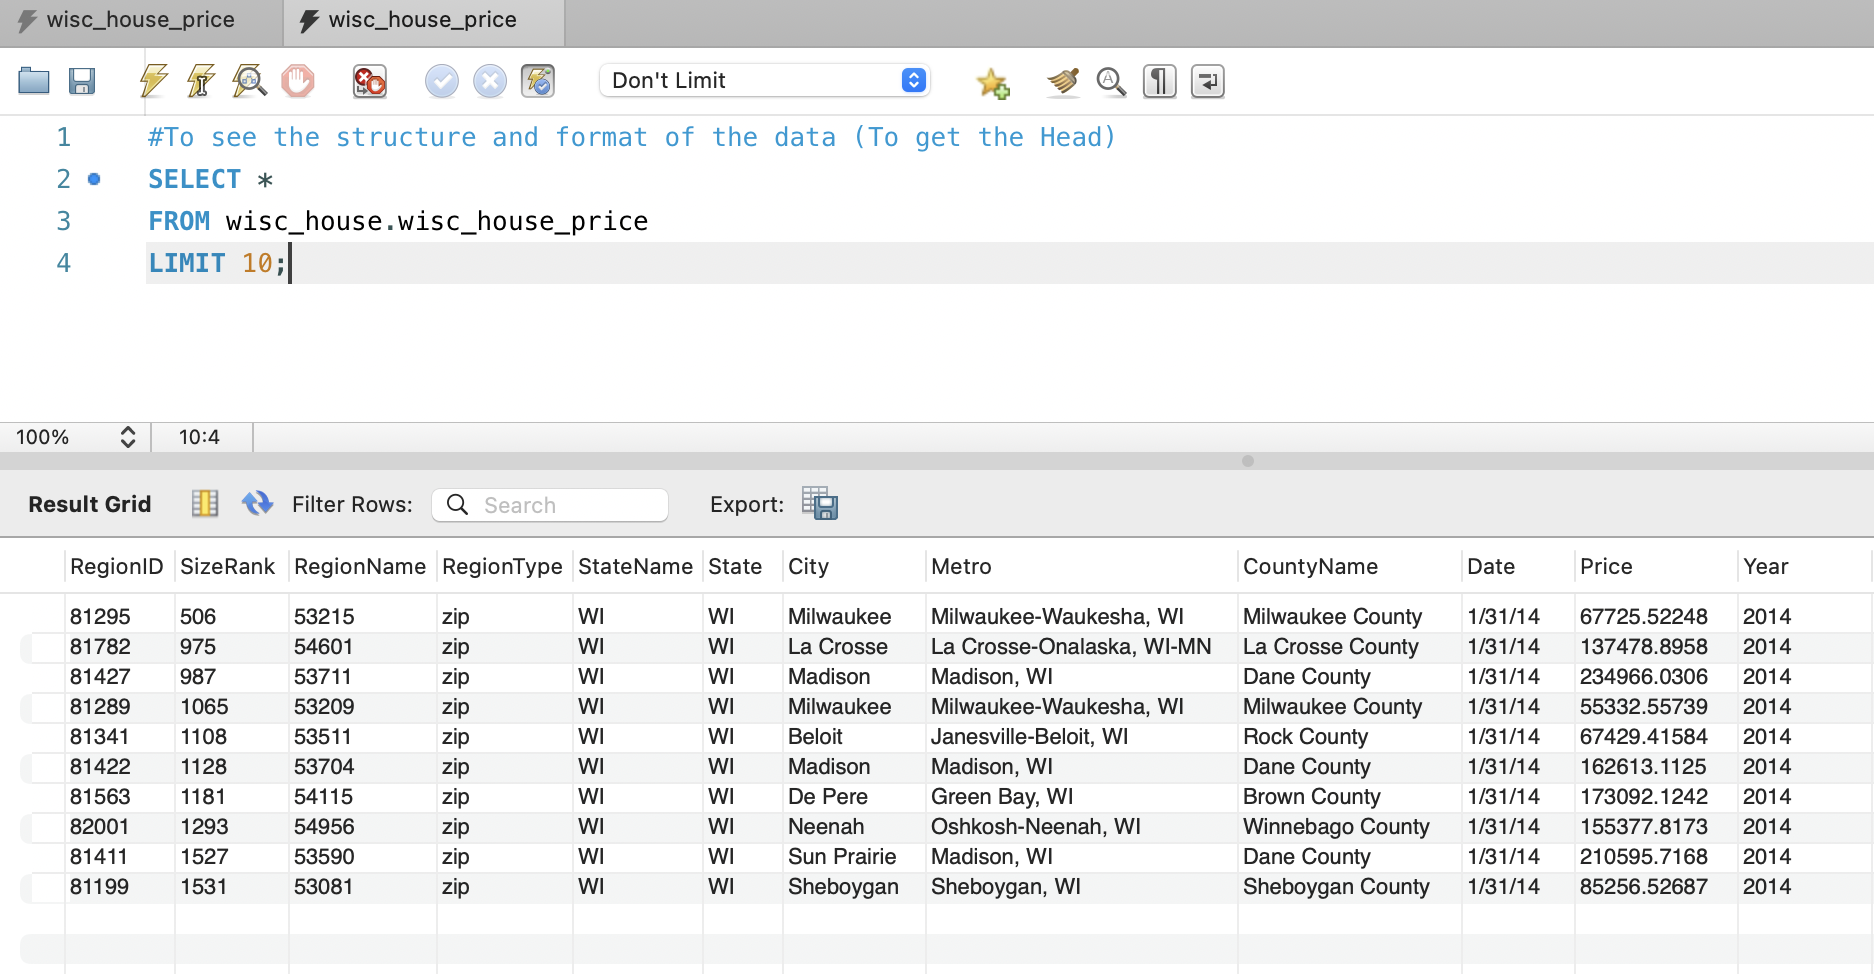 wisc_house_price wisc_house_price
Don't Limit
1 #To see the structure and format of the data (To get the Head)
2 SELECT *
3 FROM wisc_house.wisc_house_price
4 LIMIT 10;
100% 10:4
Result Grid Filter Rows: Search Export:
RegionID SizeRank RegionName RegionType StateName State City Metro CountyName Date Price Year
81295 506 53215 zip WI WI Milwaukee Milwaukee-Waukesha, WI Milwaukee County 1/31/14 67725.52248 2014
81782 975 54601 zip WI WI La Crosse La Crosse-Onalaska, WI-MN La Crosse County 1/31/14 137478.8958 2014
81427 987 53711 zip WI WI Madison Madison, WI Dane County 1/31/14 234966.0306 2014
81289 1065 53209 zip WI WI Milwaukee Milwaukee-Waukesha, WI Milwaukee County 1/31/14 55332.55739 2014
81341 1108 53511 zip WI WI Beloit Janesville-Beloit, WI Rock County 1/31/14 67429.41584 2014
81422 1128 53704 zip WI WI Madison Madison, WI Dane County 1/31/14 162613.1125 2014
81563 1181 54115 zip WI WI De Pere Green Bay, WI Brown County 1/31/14 173092.1242 2014
82001 1293 54956 zip WI WI Neenah Oshkosh-Neenah, WI Winnebago County 1/31/14 155377.8173 2014
81411 1527 53590 zip WI WI Sun Prairie Madison, WI Dane County 1/31/14 210595.7168 2014
81199 1531 53081 zip WI WI Sheboygan Sheboygan, WI Sheboygan County 1/31/14 85256.52687 2014